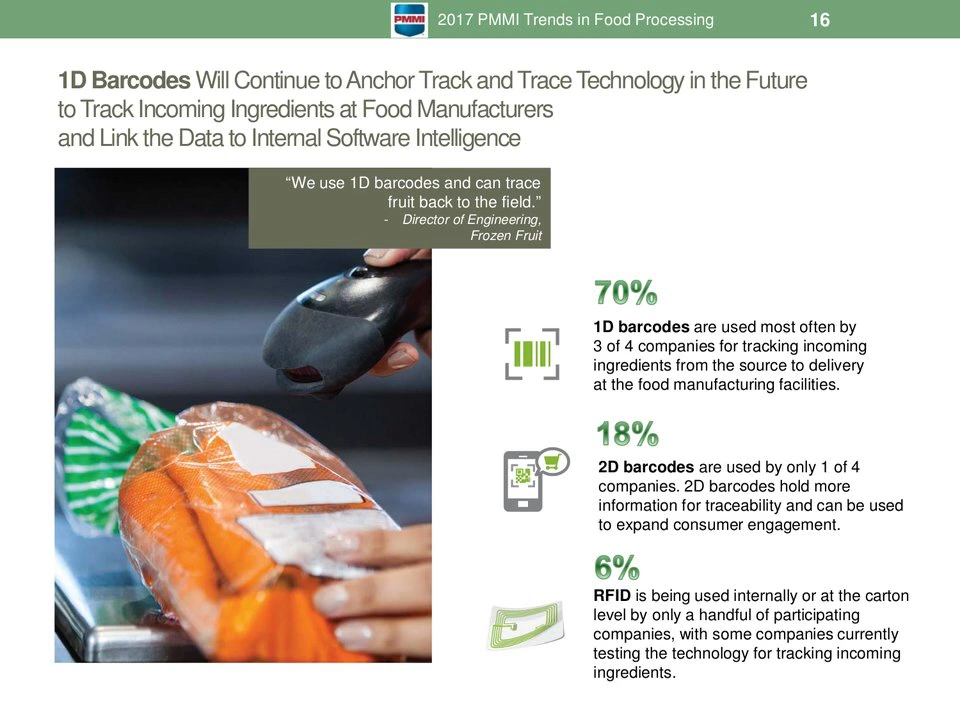 PMMI
2017 PMMI Trends in Food Processing
16
1D Barcodes Will Continue to Anchor Track and Trace Technology in the Future
to Track Incoming Ingredients at Food Manufacturers
and Link the Data to Internal Software Intelligence
“We use 1D barcodes and can trace
fruit back to the field.”
- Director of Engineering,
Frozen Fruit
70%
1D barcodes are used most often by
3 of 4 companies for tracking incoming
ingredients from the source to delivery
at the food manufacturing facilities.
18%
2D barcodes are used by only 1 of 4
companies. 2D barcodes hold more
information for traceability and can be used
to expand consumer engagement.
6%
RFID is being used internally or at the carton
level by only a handful of participating
companies, with some companies currently
testing the technology for tracking incoming
ingredients.